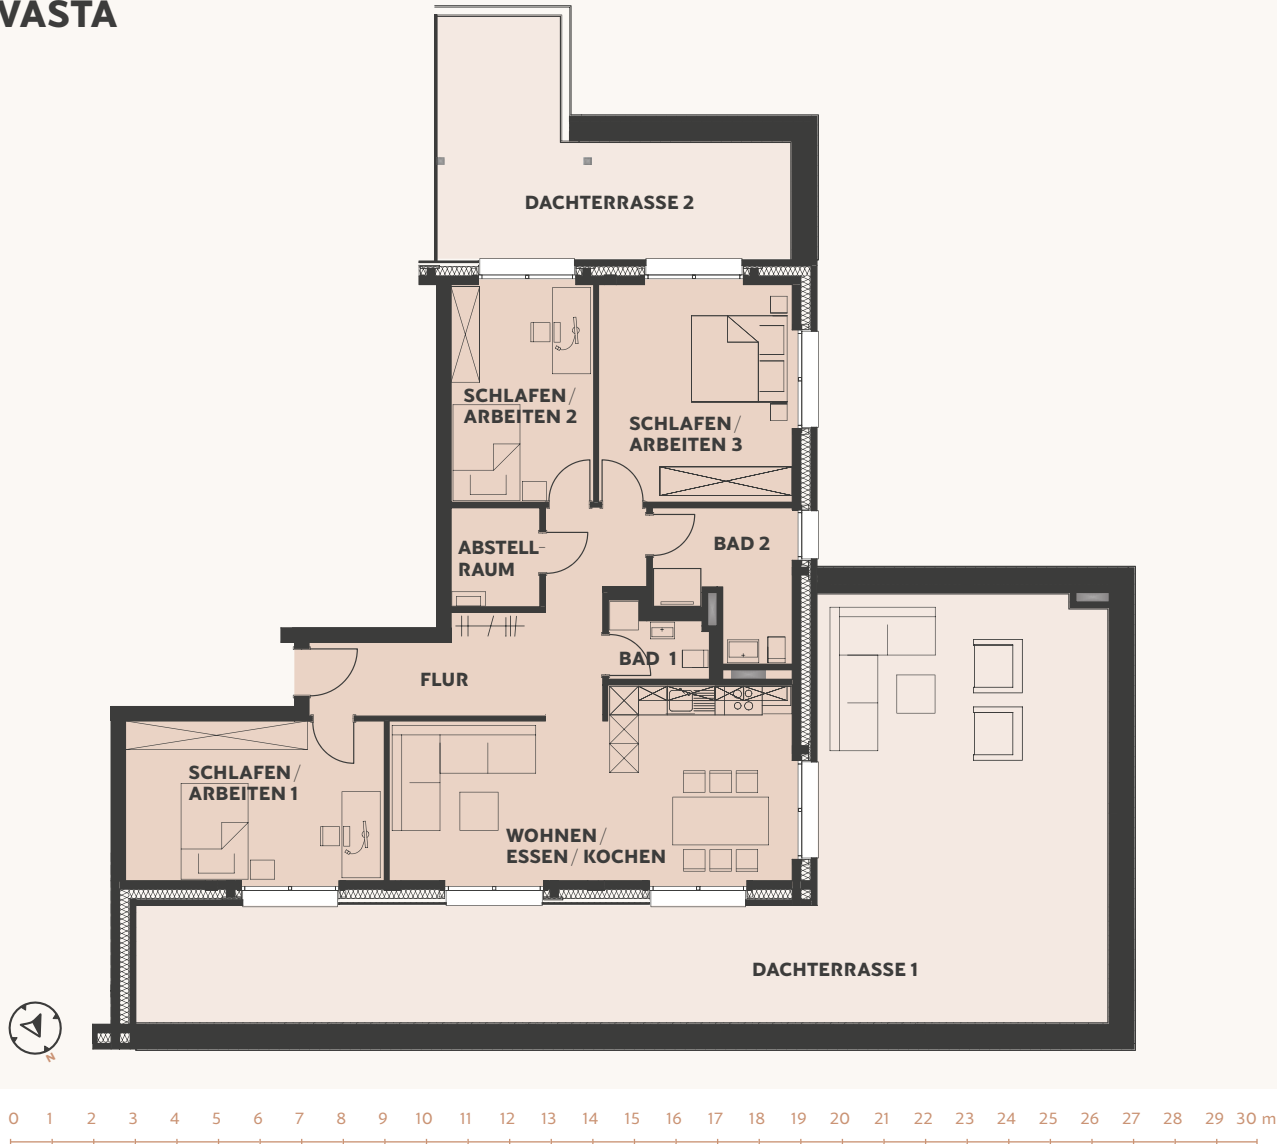 VASTA
DACHTERRASSE 2
SCHLAFEN/
ARBEITEN 2
SCHLAFEN/
ARBEITEN 3
ABSTELL-
RAUM
BAD 2
BAD 1
FLUR
SCHLAFEN/
ARBEITEN 1
WOHNEN/
ESSEN/KOCHEN
DACHTERRASSE 1
N
0 1 2 3 4 5 6 7 8 9 10 11 12 13 14 15 16 17 18 19 20 21 22 23 24 25 26 27 28 29 30 m